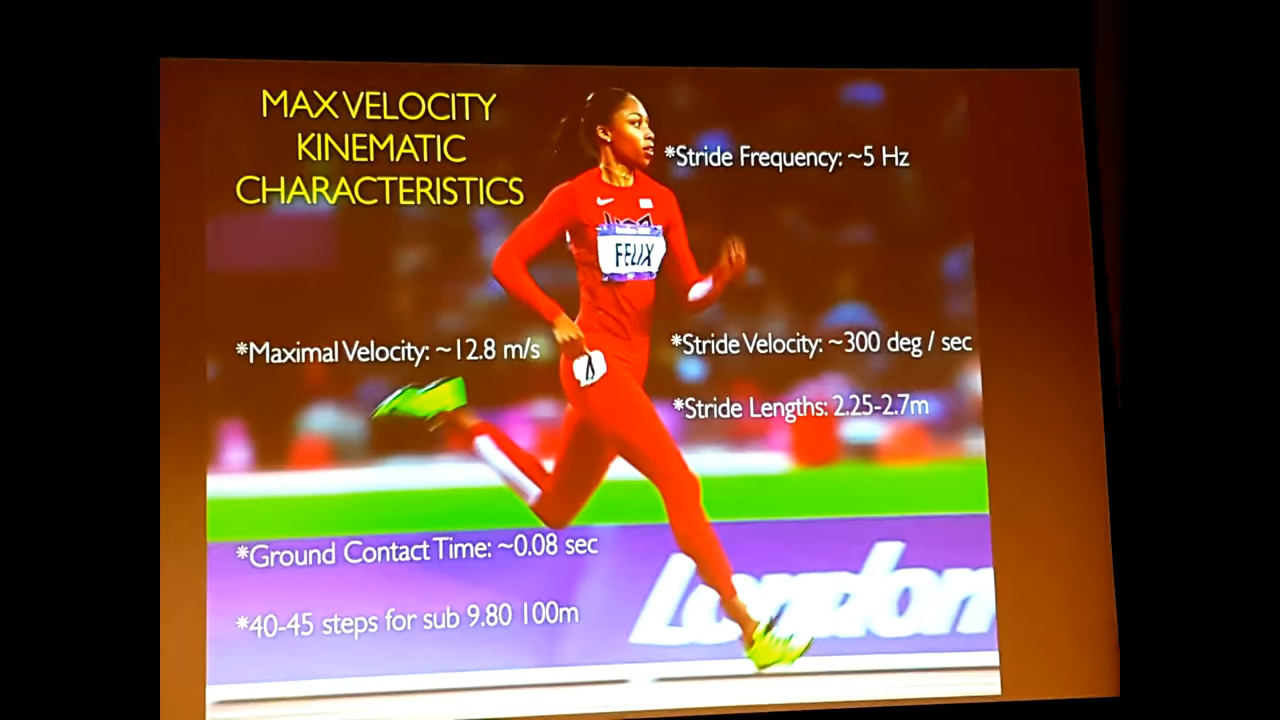 MAX VELOCITY
KINEMATIC
CHARACTERISTICS
*Stride Frequency: ~5 Hz
FELIX
*Maximal Velocity: ~12.8 m/s
*Stride Velocity: ~300 deg / sec
*Stride Lengths: 2.25-2.7m
*Ground Contact Time: ~0.08 sec
London
*40-45 steps for sub 9.80 100m